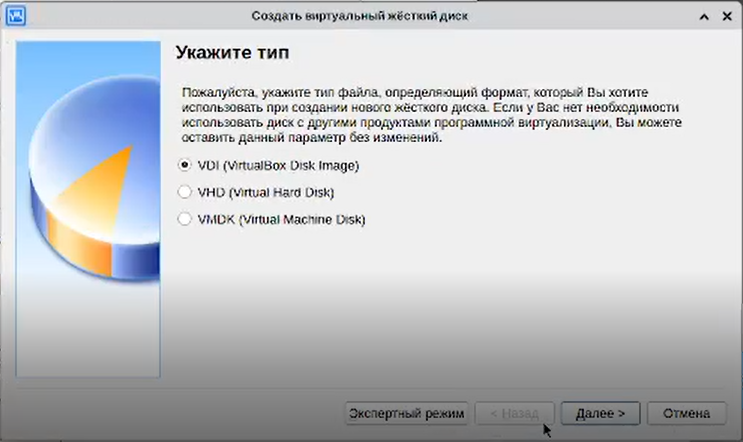 Создать виртуальный жёсткий диск
Укажите тип
Пожалуйста, укажите тип файла, определяющий формат, который Вы хотите
использовать при создании нового жёсткого диска. Если у Вас нет необходимости
использовать диск с другими продуктами программной виртуализации, Вы можете
оставить данный параметр без изменений.
VDI (VirtualBox Disk Image)
VHD (Virtual Hard Disk)
VMDK (Virtual Machine Disk)
Экспертный режим
< Назад
Далее >
Отмена